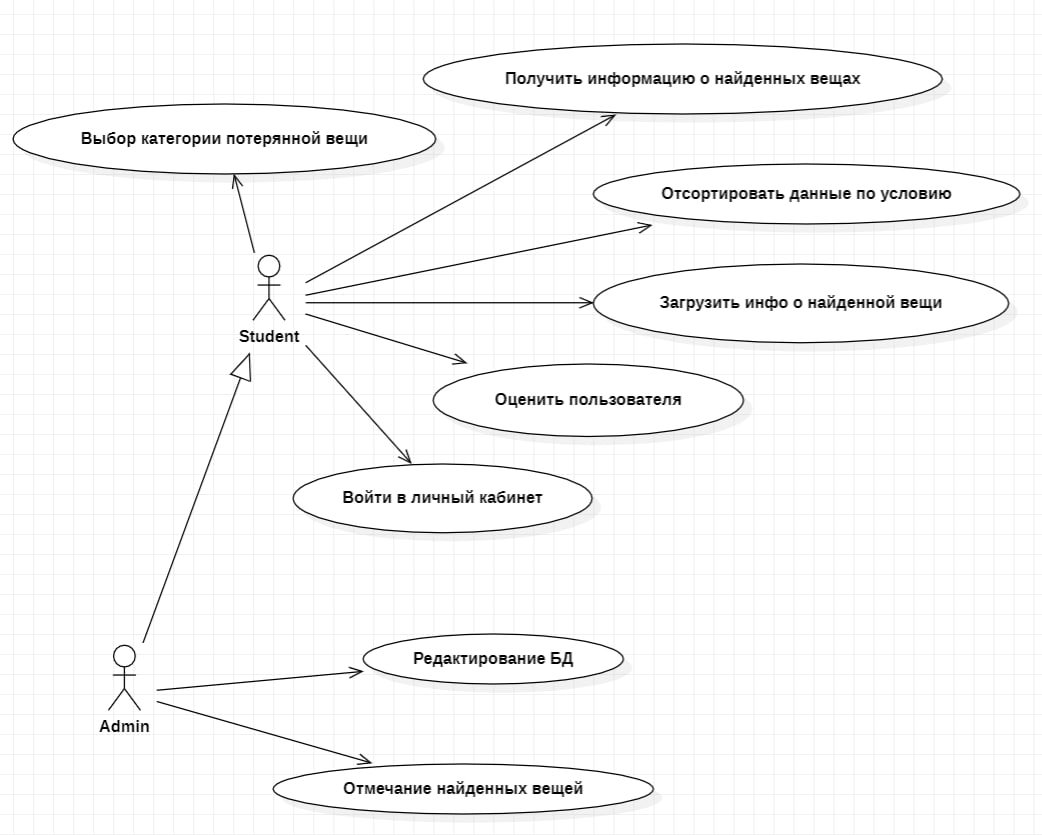 Получить информацию о найденных вещах
Выбор категории потерянной вещи
Отсортировать данные по условию
Загрузить инфо о найденной вещи
Student
Оценить пользователя
Войти в личный кабинет
Редактирование БД
Admin
Отмечание найденных вещей